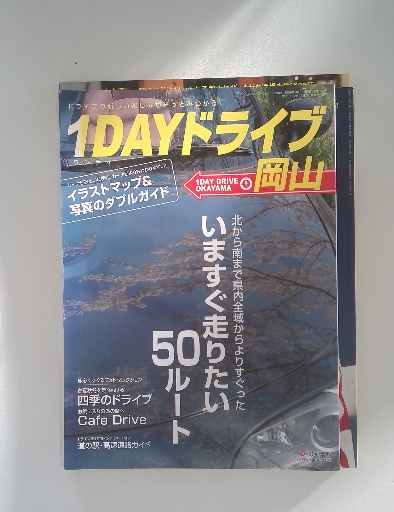 1DAYドライブ
ワンデイ
岡山
1DAY DRIVE
OKAYAMA
イラストマップ&
写真のダブルガイド
北から南まで県内全域からよりすぐった
いますぐ走りたい
50ルート
四季のドライブ
Cafe Drive
道の駅・高速道路ガイド